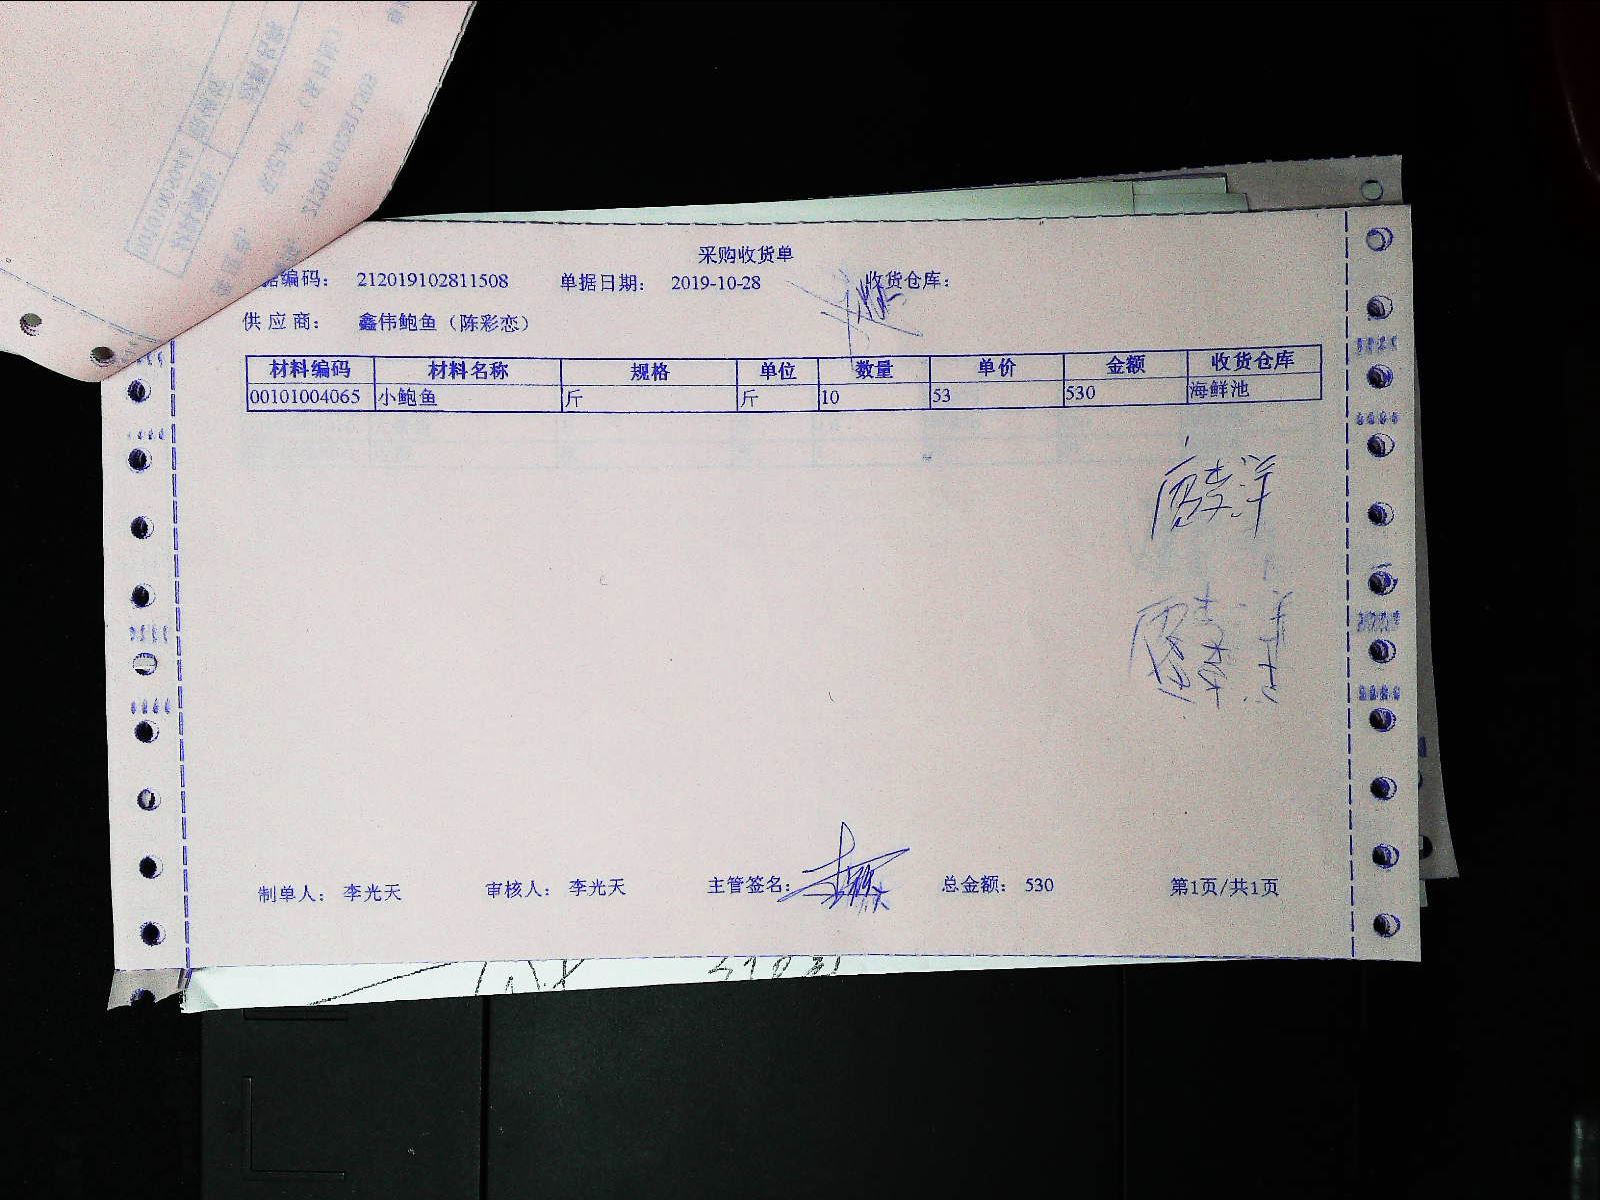 采购收货单
据编码： 212019102811508 单据日期： 2019-10-28 收货仓库：
供 应 商： 鑫伟鲍鱼（陈彩恋）
材料编码 材料名称 规格 单位 数量 单价 金额 收货仓库
00101004065 小鲍鱼 斤 斤 10 53 530 海鲜池
制单人： 李光天 审核人： 李光天 主管签名： 总金额： 530 第1页/共1页